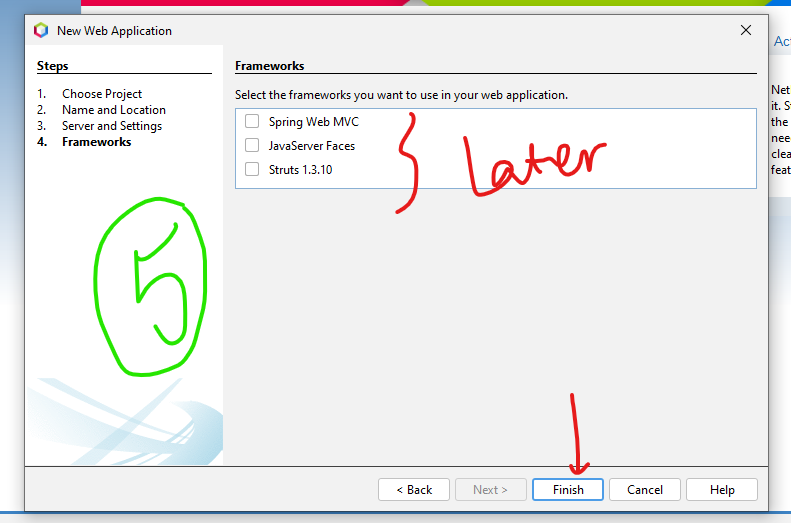 New Web Application
Steps
1. Choose Project
2. Name and Location
3. Server and Settings
4. Frameworks
5
Frameworks
Select the frameworks you want to use in your web application.
Spring Web MVC
JavaServer Faces
Struts 1.3.10
Later
< Back
Next >
Finish
Cancel
Help
Act
Net
it. S
the
nee
clea
feat